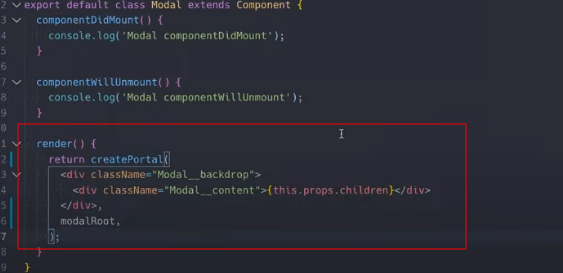 2 export default class Modal extends Component {
3 componentDidMount() {
4 console.log('Modal componentDidMount');
5 }
6
7 componentWillUnmount() {
8 console.log('Modal componentWillUnmount');
9 }
0
1 render() {
2 return createPortal(
3 <div className="Modal__backdrop">
4 <div className="Modal__content">{this.props.children}</div>
5 </div>,
6 modalRoot,
7 );
8 }
9 }